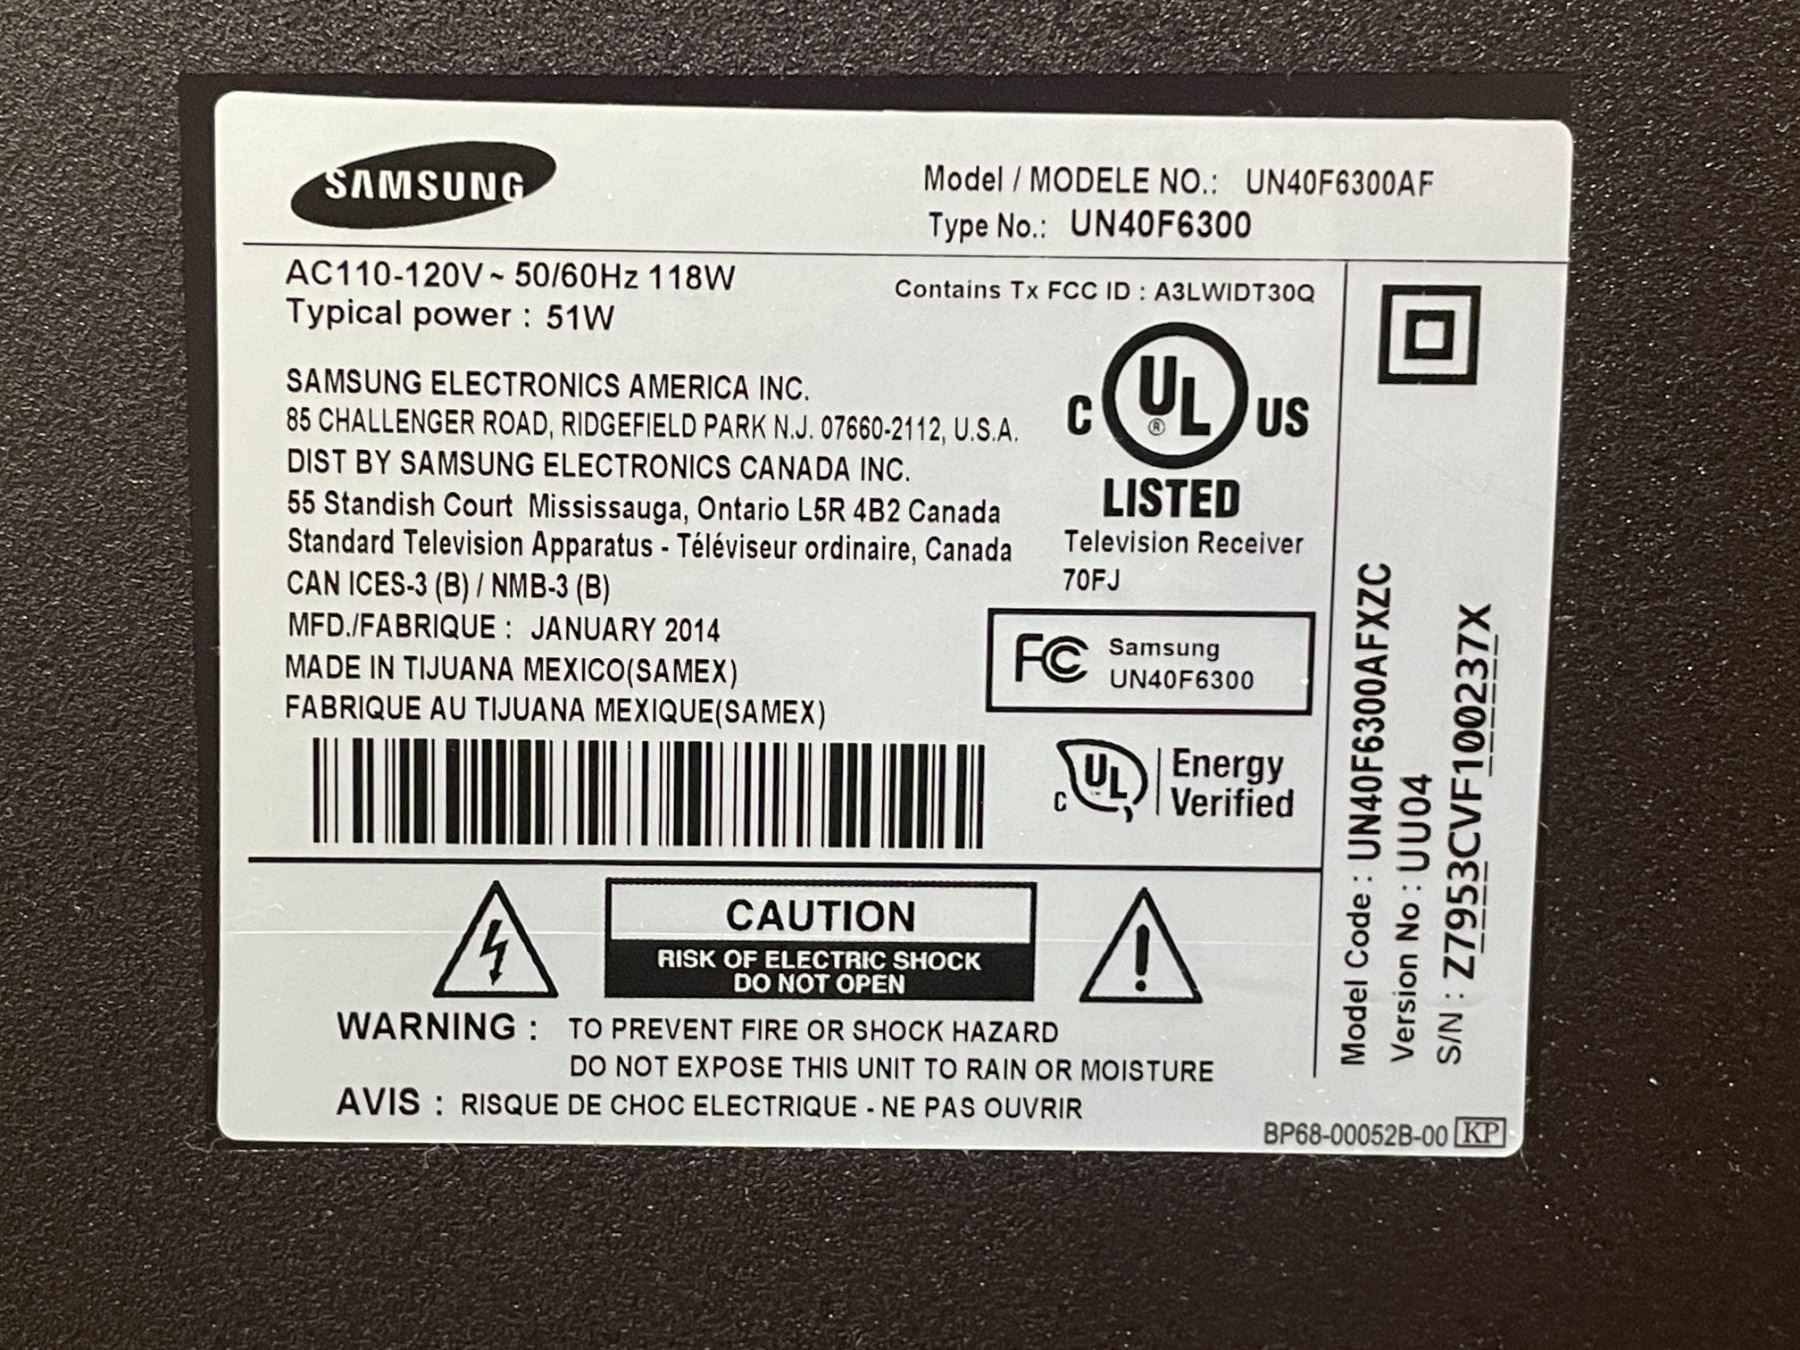 SAMSUNG
Model / MODELE NO.: UN40F6300AF
Type No.: UN40F6300
AC110-120V ~ 50/60Hz 118W
Typical power : 51W
Contains Tx FCC ID : A3LWIDT30Q
SAMSUNG ELECTRONICS AMERICA INC.
85 CHALLENGER ROAD, RIDGEFIELD PARK N.J. 07660-2112, U.S.A.
DIST BY SAMSUNG ELECTRONICS CANADA INC.
55 Standish Court Mississauga, Ontario L5R 4B2 Canada
Standard Television Apparatus - Téléviseur ordinaire, Canada
CAN ICES-3 (B) / NMB-3 (B)
MFD./FABRIQUE : JANUARY 2014
MADE IN TIJUANA MEXICO(SAMEX)
FABRIQUE AU TIJUANA MEXIQUE(SAMEX)
C UL ® US
LISTED
Television Receiver
70FJ
FC Samsung
UN40F6300
C UL Energy
Verified
CAUTION
RISK OF ELECTRIC SHOCK
DO NOT OPEN
WARNING : TO PREVENT FIRE OR SHOCK HAZARD
DO NOT EXPOSE THIS UNIT TO RAIN OR MOISTURE
AVIS : RISQUE DE CHOC ELECTRIQUE - NE PAS OUVRIR
Model Code : UN40F6300AFXZC
Version No : UU04
S/N : Z7953CVF100237X
BP68-00052B-00 KP